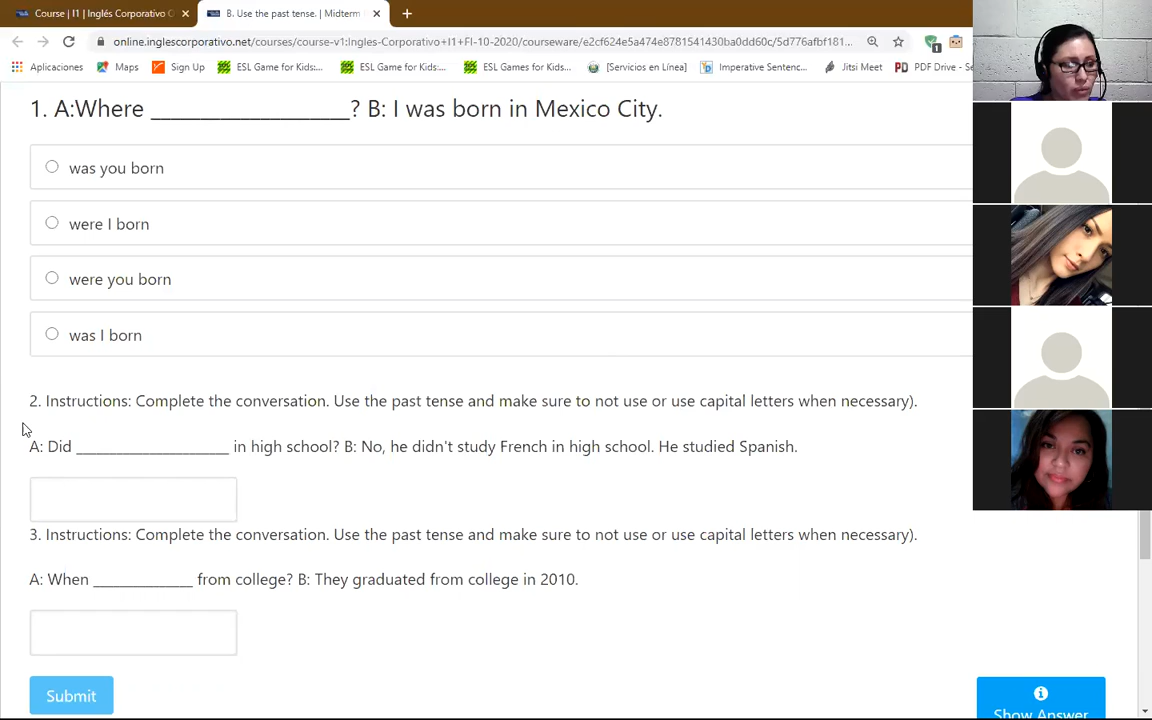 Course | I1 | Inglés Corporativo
B. Use the past tense. | Midterm
online.inglescorporativo.net/courses/course-v1:Ingles-Corporativo+I1+FI-10-2020/courseware/e2cf624e5a474e8781541430ba0dd60c/5d776afbf181...
Aplicaciones Maps Sign Up ESL Game for Kids:... ESL Game for Kids:... ESL Games for Kids:... [Servicios en Línea] Imperative Sentenc... Jitsi Meet PDF Drive - Se
1. A:Where ____________________? B: I was born in Mexico City.
was you born
were I born
were you born
was I born
2. Instructions: Complete the conversation. Use the past tense and make sure to not use or use capital letters when necessary).
A: Did ____________________ in high school? B: No, he didn't study French in high school. He studied Spanish.
3. Instructions: Complete the conversation. Use the past tense and make sure to not use or use capital letters when necessary).
A: When _____________ from college? B: They graduated from college in 2010.
Submit
Show Answer